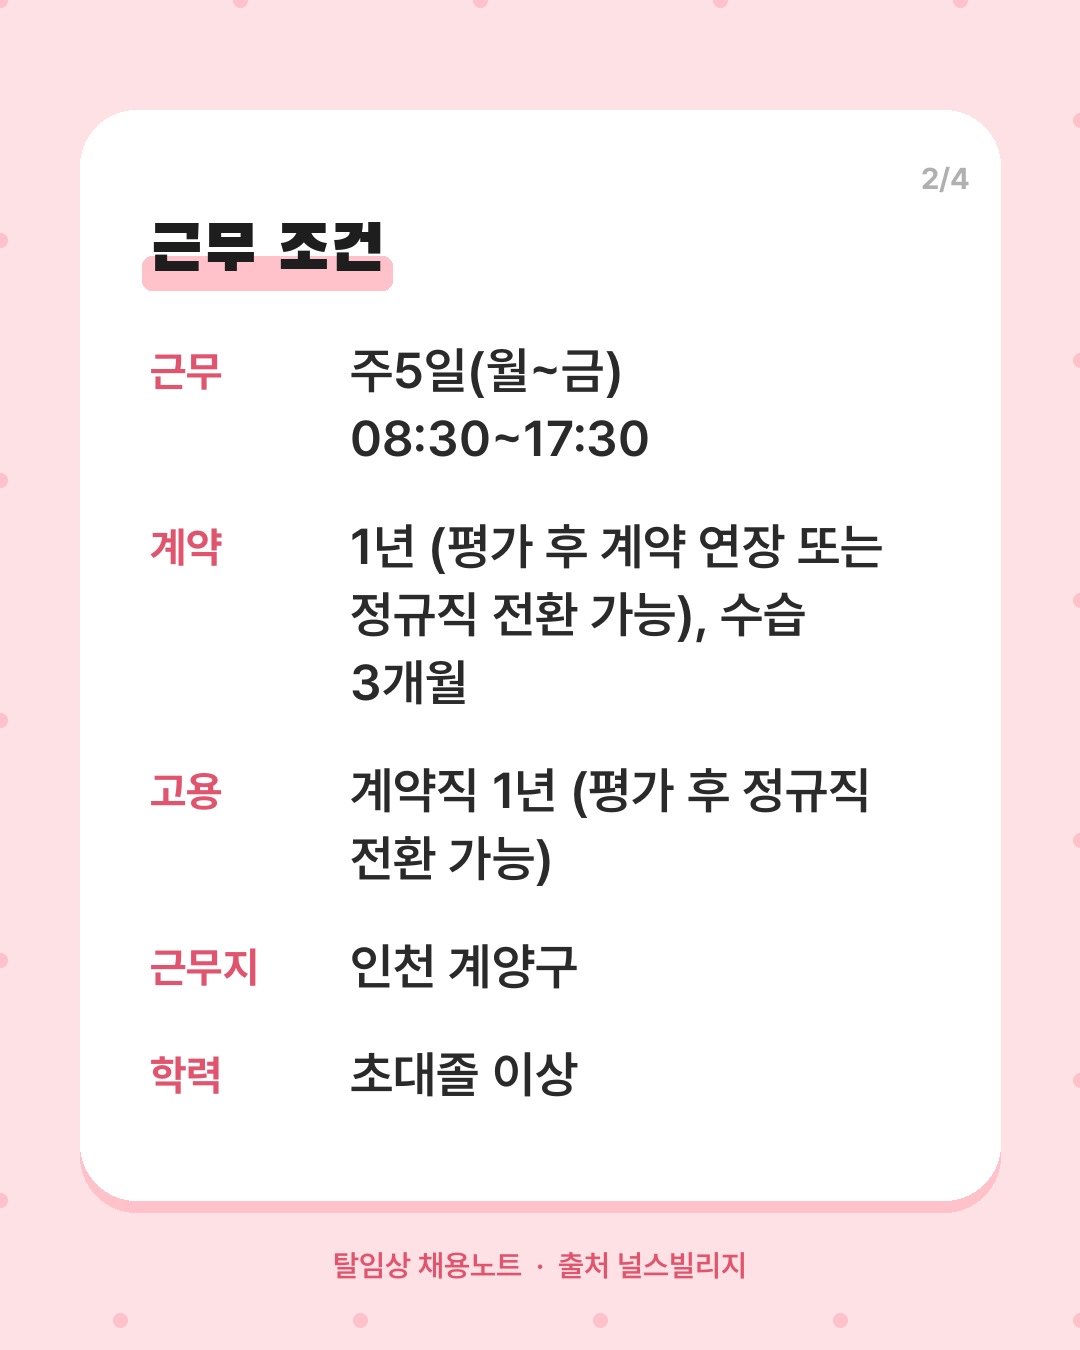 2/4
근무 조건
근무
주5일(월~금)
08:30~17:30
계약
1년 (평가 후 계약 연장 또는
정규직 전환 가능), 수습
3개월
고용
계약직 1년 (평가 후 정규직
전환 가능)
근무지
인천 계양구
학력
초대졸 이상
탈임상 채용노트 · 출처 널스빌리지